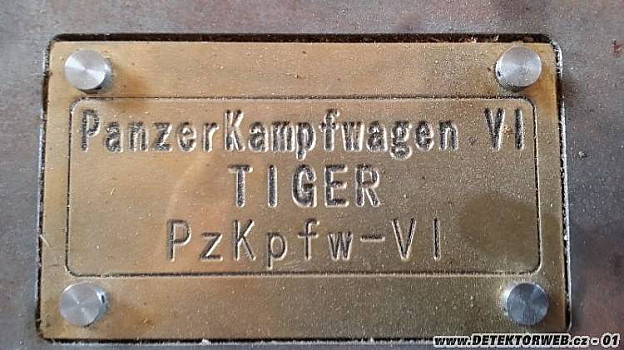 PanzerKampfwagen VI
TIGER
PzKpfw-VI
www.DETEKTORWEB.cz - 01